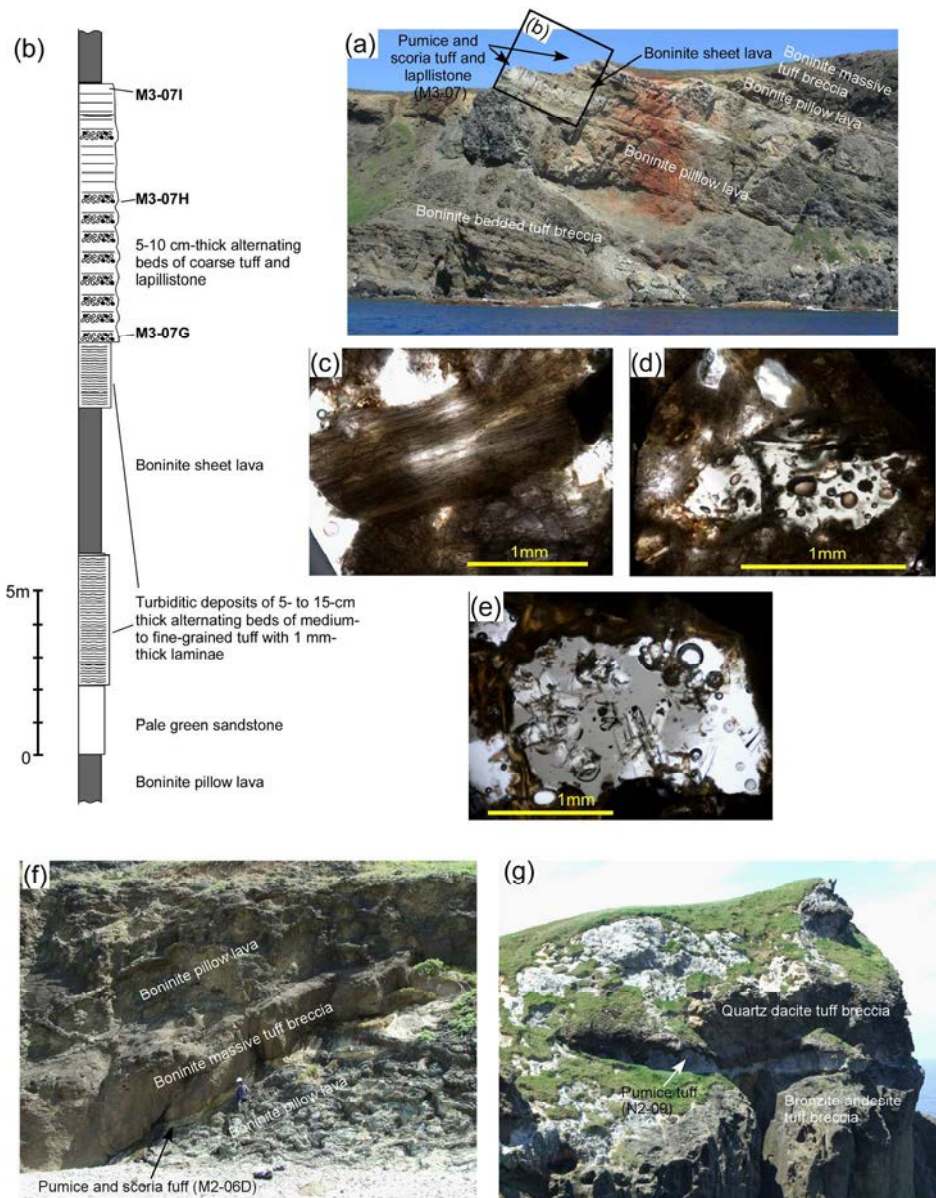 (b)
M3-07I
M3-07H
5-10 cm-thick alternating
beds of coarse tuff and
lapillistone
M3-07G
Boninite sheet lava
Turbiditic deposits of 5- to 15-cm
thick alternating beds of medium-
to fine-grained tuff with 1 mm-
thick laminae
Pale green sandstone
Boninite pillow lava
5m
0
(a)
Pumice and
scoria tuff and
lapllistone
(M3-07)
(b)
Boninite sheet lava
Boninite massive
tuff breccia
Boninite pillow lava
Boninite piillow lava
Boninite bedded tuff breccia
(c)
1mm
(d)
1mm
(e)
1mm
(f)
Boninite pillow lava
Boninite massive tuff breccia
Boninite pillow lava
Pumice and scoria fuff (M2-06D)
(g)
Quartz dacite tuff breccia
Pumice tuff
(N2-09)
Bronzite andesite
tuff breccia